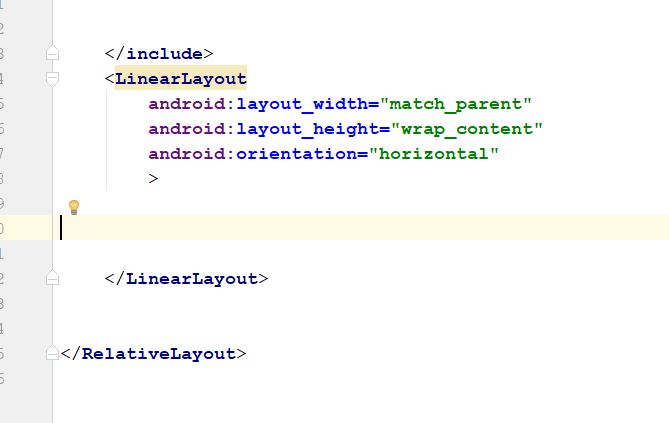 </include>
<LinearLayout
android:layout_width="match_parent"
android:layout_height="wrap_content"
android:orientation="horizontal"
>
</LinearLayout>
</RelativeLayout>